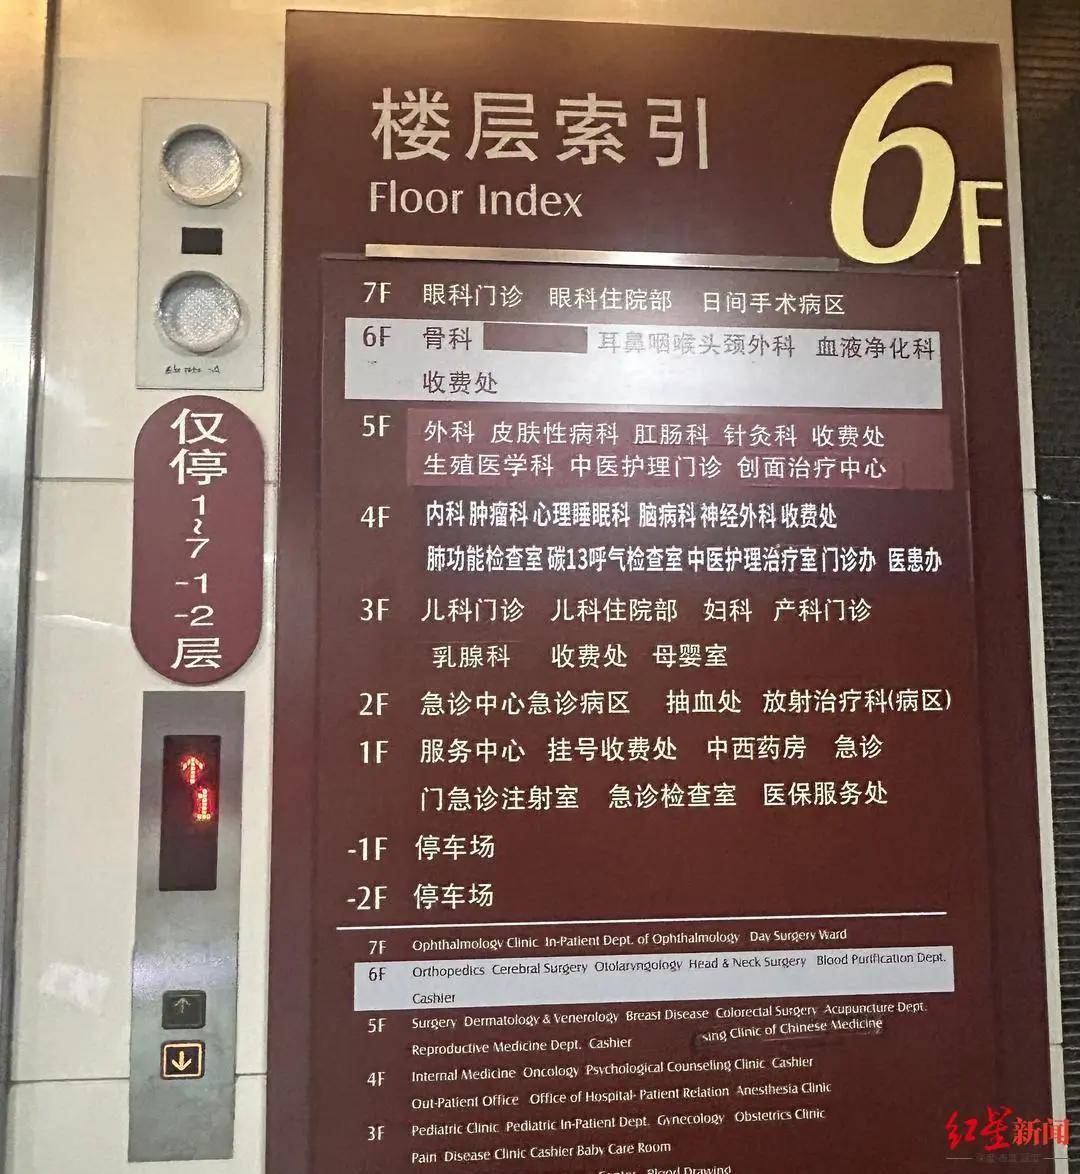 楼层索引
Floor Index
6F
7F 眼科门诊 眼科住院部 日间手术病区
6F 骨科 耳鼻咽喉头颈外科 血液净化科
收费处
5F 外科 皮肤性病科 肛肠科 针灸科 收费处
生殖医学科 中医护理门诊 创面治疗中心
4F 内科 肿瘤科 心理睡眠科 脑病科 神经外科 收费处
肺功能检查室 碳13呼气检查室 中医护理治疗室 门诊办 医患办
3F 儿科门诊 儿科住院部 妇科 产科门诊
乳腺科 收费处 母婴室
2F 急诊中心急诊病区 抽血处 放射治疗科(病区)
1F 服务中心 挂号收费处 中西药房 急诊
门急诊注射室 急诊检查室 医保服务处
-1F 停车场
-2F 停车场
7F Ophthalmology Clinic In-Patient Dept. of Ophthalmology Day Surgery Ward
6F Orthopedics Cerebral Surgery Otolaryngology Head & Neck Surgery Blood Purification Dept.
Cashier
5F Surgery Dermatology & Venerology Breast Disease Colorectal Surgery Acupuncture Dept.
Reproductive Medicine Dept. Cashier sing Clinic of Chinese Medicine
4F Internal Medicine Oncology Psychological Counseling Clinic Cashier
Out-Patient Office Office of Hospital- Patient Relation Anesthesia Clinic
3F Pediatric Clinic Pediatric In-Patient Dept. Gynecology Obstetrics Clinic
Pain Disease Clinic Cashier Baby Care Room
Blood Drawing
仅
停
1
~
7
-1
-2
层
↑
1
红星新闻